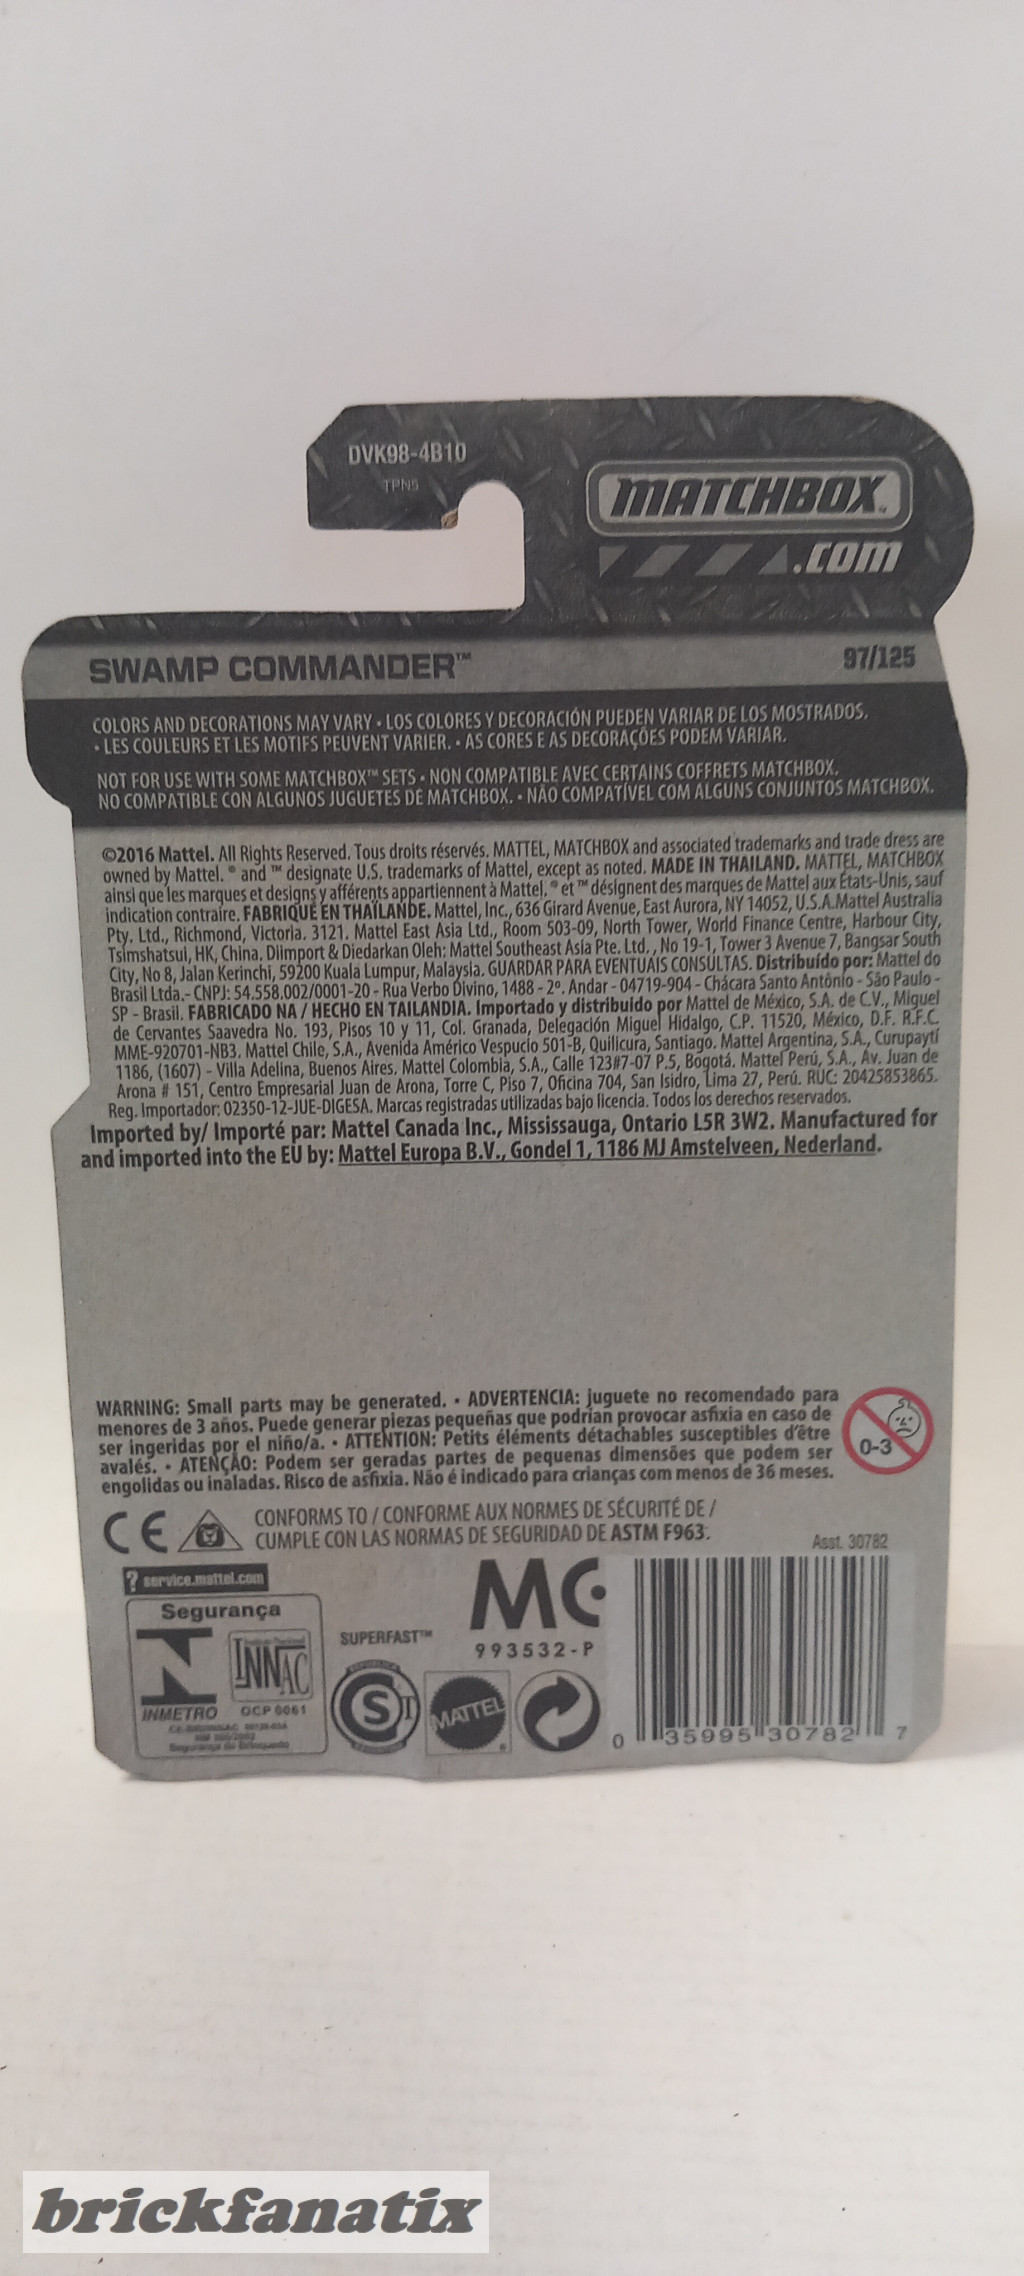 DVK98-4B10
TPN5
MATCHBOX
.com
SWAMP COMMANDER™
97/125
COLORS AND DECORATIONS MAY VARY • LOS COLORES Y DECORACIÓN PUEDEN VARIAR DE LOS MOSTRADOS.
• LES COULEURS ET LES MOTIFS PEUVENT VARIER. • AS CORES E AS DECORAÇÕES PODEM VARIAR.
NOT FOR USE WITH SOME MATCHBOX™ SETS • NON COMPATIBLE AVEC CERTAINS COFFRETS MATCHBOX.
NO COMPATIBLE CON ALGUNOS JUGUETES DE MATCHBOX. • NÃO COMPATÍVEL COM ALGUNS CONJUNTOS MATCHBOX.
©2016 Mattel. All Rights Reserved. Tous droits réservés. MATTEL, MATCHBOX and associated trademarks and trade dress are
owned by Mattel. ® and ™ designate U.S. trademarks of Mattel, except as noted. MADE IN THAILAND. MATTEL, MATCHBOX
ainsi que les marques et designs y afférents appartiennent à Mattel. ® et ™ désignent des marques de Mattel aux États-Unis, sauf
indication contraire. FABRIQUÉ EN THAÏLANDE. Mattel, Inc., 636 Girard Avenue, East Aurora, NY 14052, U.S.A.Mattel Australia
Pty. Ltd., Richmond, Victoria. 3121. Mattel East Asia Ltd., Room 503-09, North Tower, World Finance Centre, Harbour City,
Tsimshatsui, HK, China. Diimport & Diedarkan Oleh: Mattel Southeast Asia Pte. Ltd., No 19-1, Tower 3 Avenue 7, Bangsar South
City, No 8, Jalan Kerinchi, 59200 Kuala Lumpur, Malaysia. GUARDAR PARA EVENTUAIS CONSULTAS. Distribuído por: Mattel do
Brasil Ltda.- CNPJ: 54.558.002/0001-20 - Rua Verbo Divino, 1488 - 2º. Andar - 04719-904 - Chácara Santo Antônio - São Paulo -
SP - Brasil. FABRICADO NA / HECHO EN TAILANDIA. Importado y distribuido por Mattel de México, S.A. de C.V., Miguel
de Cervantes Saavedra No. 193, Pisos 10 y 11, Col. Granada, Delegación Miguel Hidalgo, C.P. 11520, México, D.F. R.F.C.
MME-920701-NB3. Mattel Chile, S.A., Avenida Américo Vespucio 501-B, Quilicura, Santiago. Mattel Argentina, S.A., Curupaytí
1186, (1607) - Villa Adelina, Buenos Aires. Mattel Colombia, S.A., Calle 123#7-07 P.5, Bogotá. Mattel Perú, S.A., Av. Juan de
Arona # 151, Centro Empresarial Juan de Arona, Torre C, Piso 7, Oficina 704, San Isidro, Lima 27, Perú. RUC: 20425853865.
Reg. Importador: 02350-12-JUE-DIGESA. Marcas registradas utilizadas bajo licencia. Todos los derechos reservados.
Imported by/ Importé par: Mattel Canada Inc., Mississauga, Ontario L5R 3W2. Manufactured for
and imported into the EU by: Mattel Europa B.V., Gondel 1, 1186 MJ Amstelveen, Nederland.
WARNING: Small parts may be generated. • ADVERTENCIA: juguete no recomendado para
menores de 3 años. Puede generar piezas pequeñas que podrían provocar asfixia en caso de
ser ingeridas por el niño/a. • ATTENTION: Petits éléments détachables susceptibles d'être
avalés. • ATENÇÃO: Podem ser geradas partes de pequenas dimensões que podem ser
engolidas ou inaladas. Risco de asfixia. Não é indicado para crianças com menos de 36 meses.
0-3
CE
CONFORMS TO / CONFORME AUX NORMES DE SÉCURITÉ DE /
CUMPLE CON LAS NORMAS DE SEGURIDAD DE ASTM F963.
Asst. 30782
? service.mattel.com
Segurança
INNAC
INMETRO OCP 0061
SUPERFAST™
MC
993532-P
S
MATTEL
0 35995 30782 7
brickfanatix